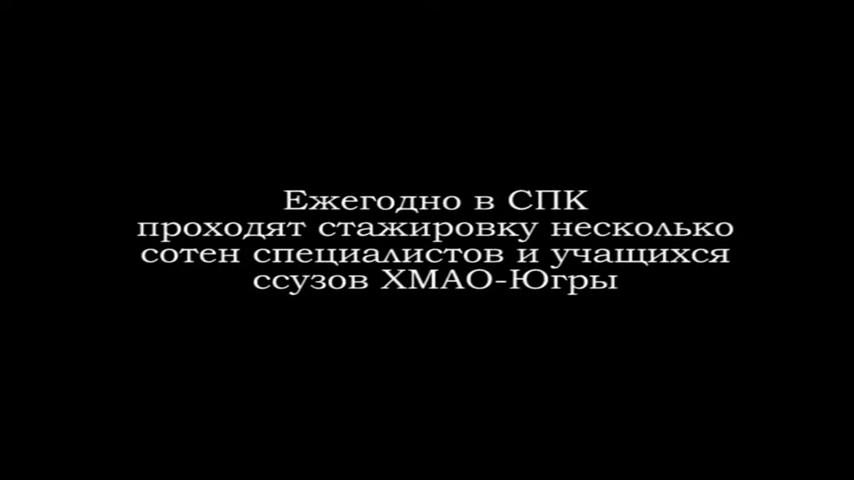 Ежегодно в СПК
проходят стажировку несколько
сотен специалистов и учащихся
ссузов ХМАО-Югры